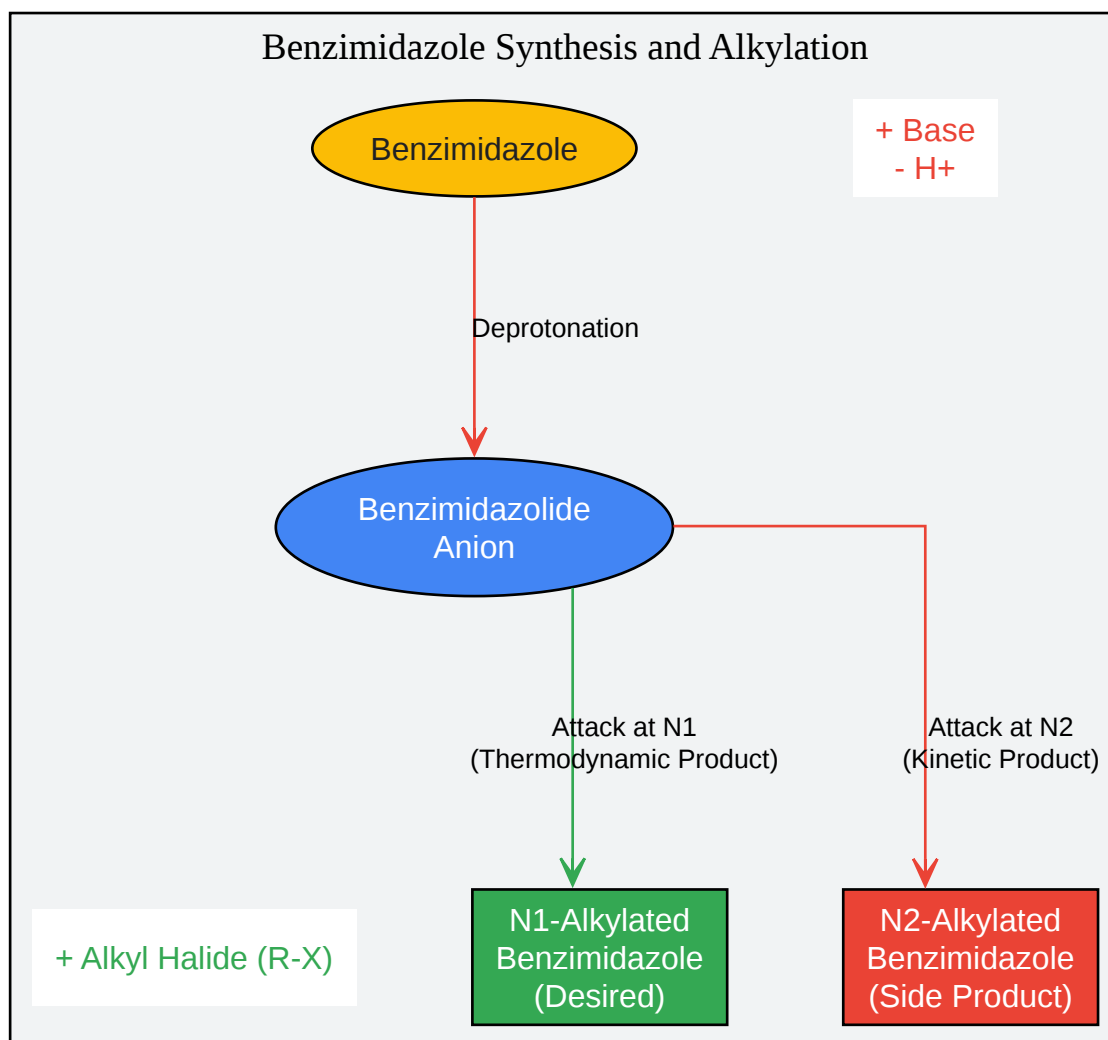 Benzimidazole Synthesis and Alkylation
Benzimidazole
+ Base
- H+
Deprotonation
Benzimidazolide
Anion
Attack at N1
(Thermodynamic Product)
Attack at N2
(Kinetic Product)
+ Alkyl Halide (R-X)
N1-Alkylated
Benzimidazole
(Desired)
N2-Alkylated
Benzimidazole
(Side Product)